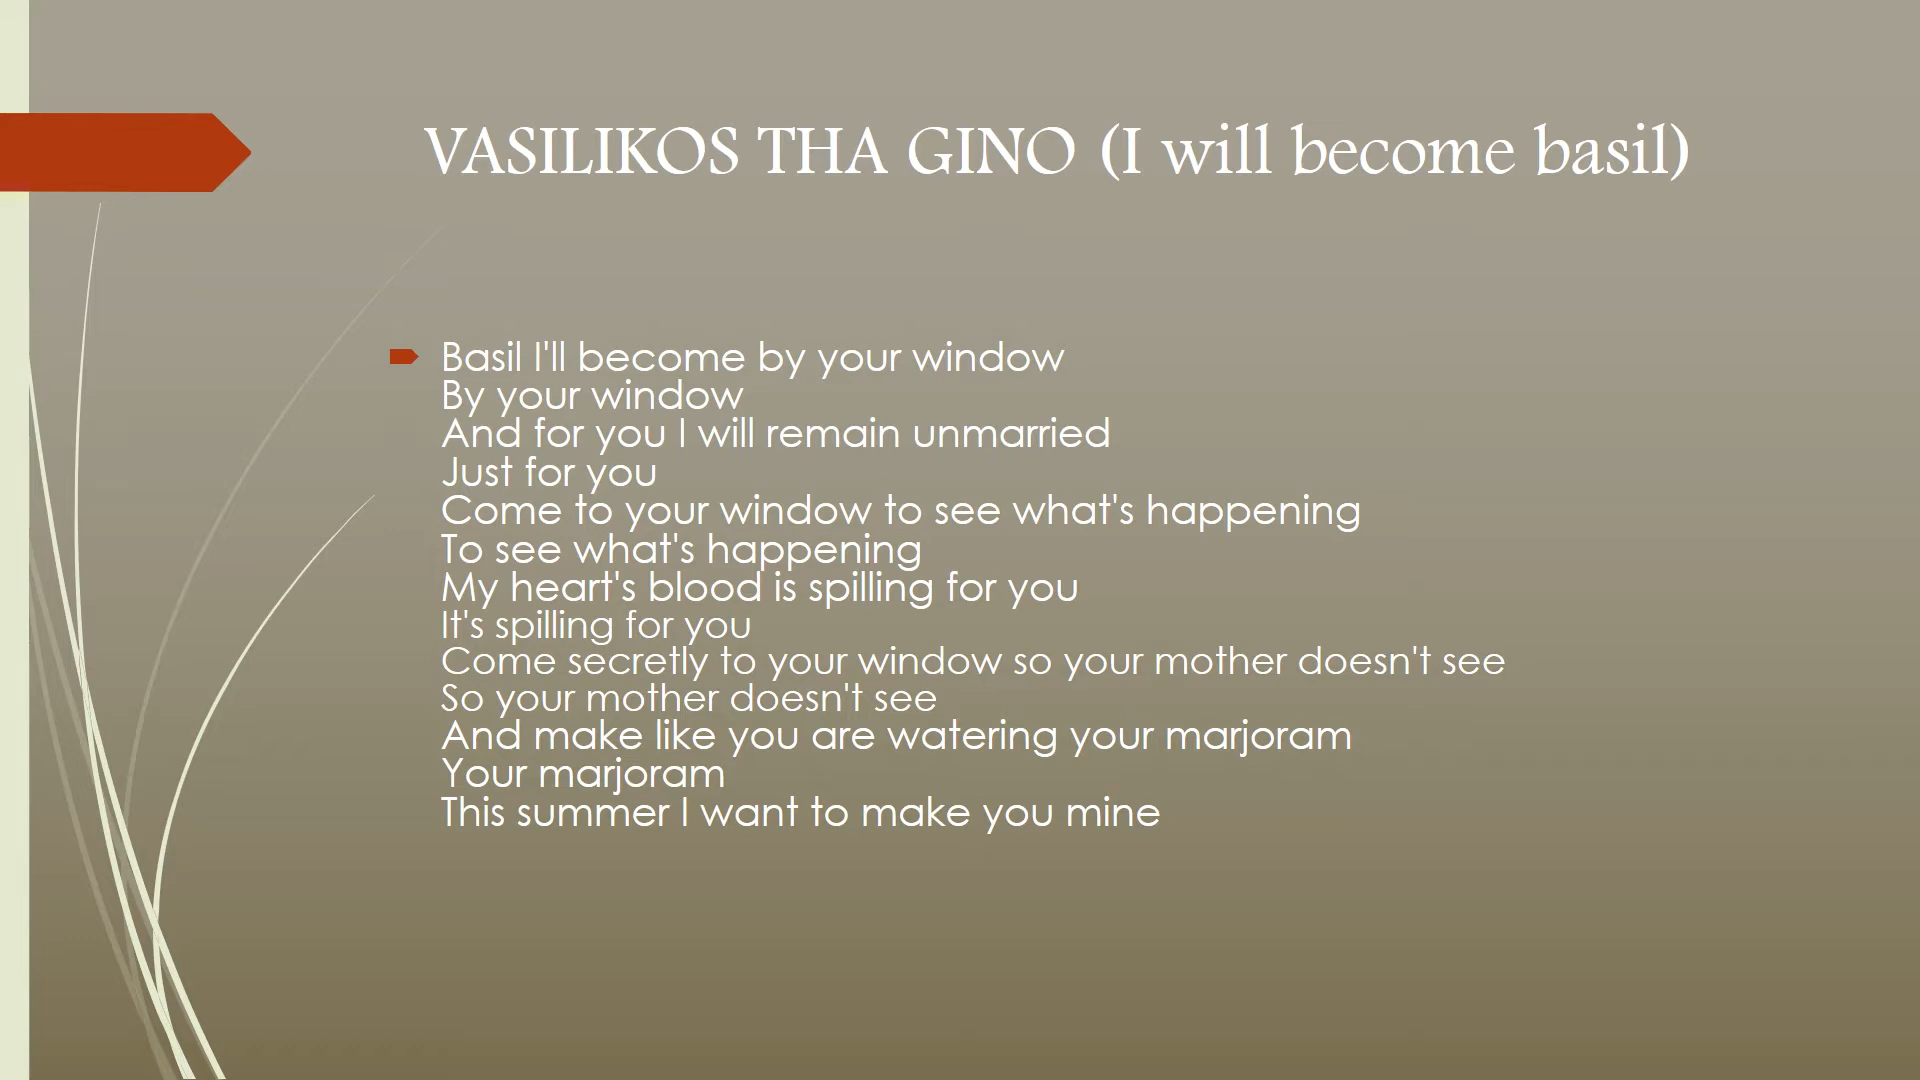 VASILIKOS THA GINO (I will become basil)
Basil I'll become by your window
By your window
And for you I will remain unmarried
Just for you
Come to your window to see what's happening
To see what's happening
My heart's blood is spilling for you
It's spilling for you
Come secretly to your window so your mother doesn't see
So your mother doesn't see
And make like you are watering your marjoram
Your marjoram
This summer I want to make you mine